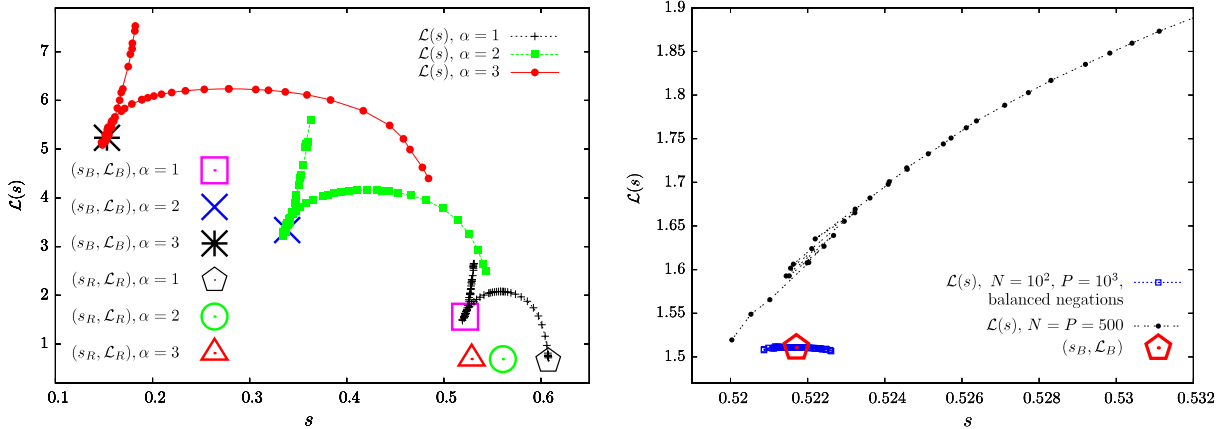 7
6
5
4
3
2
1
0.1
0.2
0.3
0.4
0.5
0.6
ℒ(s)
s
ℒ(s), α = 1
ℒ(s), α = 2
ℒ(s), α = 3
(s_B, ℒ_B), α = 1
(s_B, ℒ_B), α = 2
(s_B, ℒ_B), α = 3
(s_R, ℒ_R), α = 1
(s_R, ℒ_R), α = 2
(s_R, ℒ_R), α = 3
1.9
1.85
1.8
1.75
1.7
1.65
1.6
1.55
1.5
0.52
0.522
0.524
0.526
0.528
0.53
0.532
ℒ(s)
s
ℒ(s), N = 10², P = 10³,
balanced negations
ℒ(s), N = P = 500
(s_B, ℒ_B)